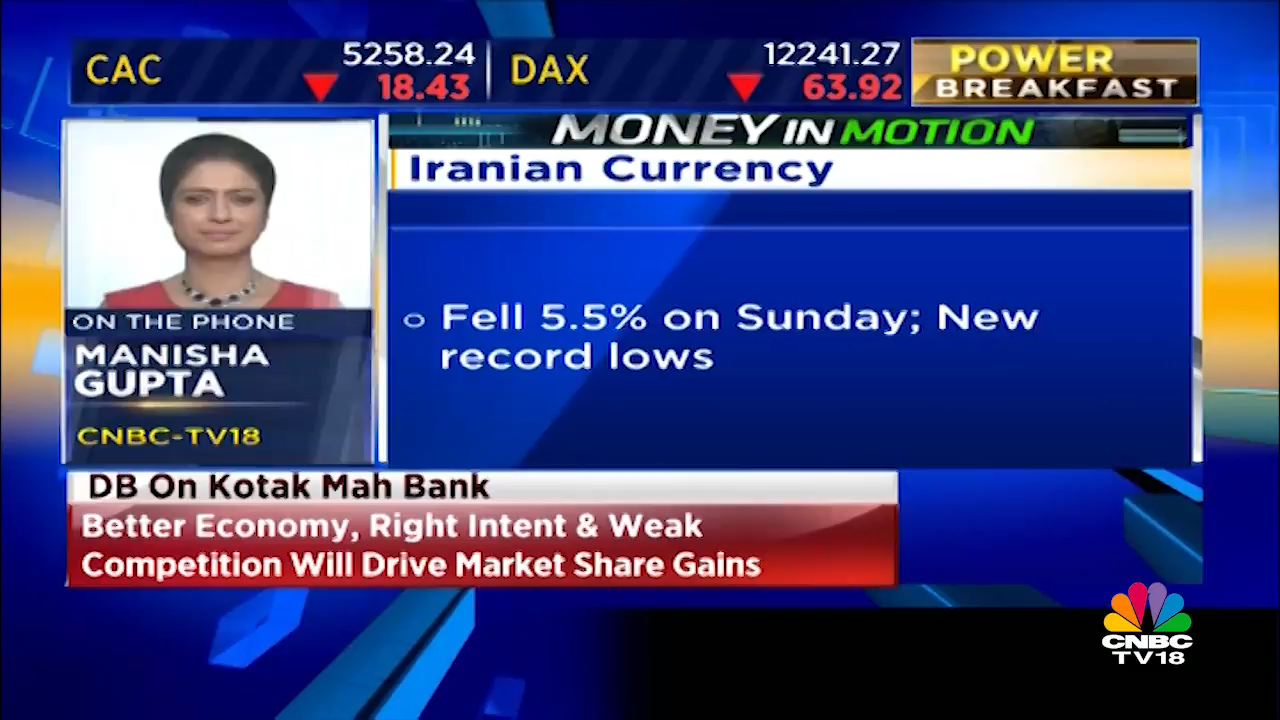 CAC 5258.24 18.43 DAX 12241.27 63.92
POWER BREAKFAST
MONEY IN MOTION
Iranian Currency
Fell 5.5% on Sunday; New
record lows
ON THE PHONE
MANISHA
GUPTA
CNBC-TV18
DB On Kotak Mah Bank
Better Economy, Right Intent & Weak
Competition Will Drive Market Share Gains
CNBC
TV18